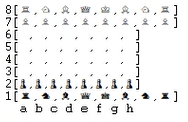 8[♖,♘,♗,♕,♔,♗,♘,♖]
7[♙,♙,♙,♙,♙,♙,♙,♙]
6[ , , , , , , , ]
5[ , , , , , , , ]
4[ , , , , , , , ]
3[ , , , , , , , ]
2[♟,♟,♟,♟,♟,♟,♟,♟]
1[♜,♞,♝,♛,♚,♝,♞,♜]
a b c d e f g h